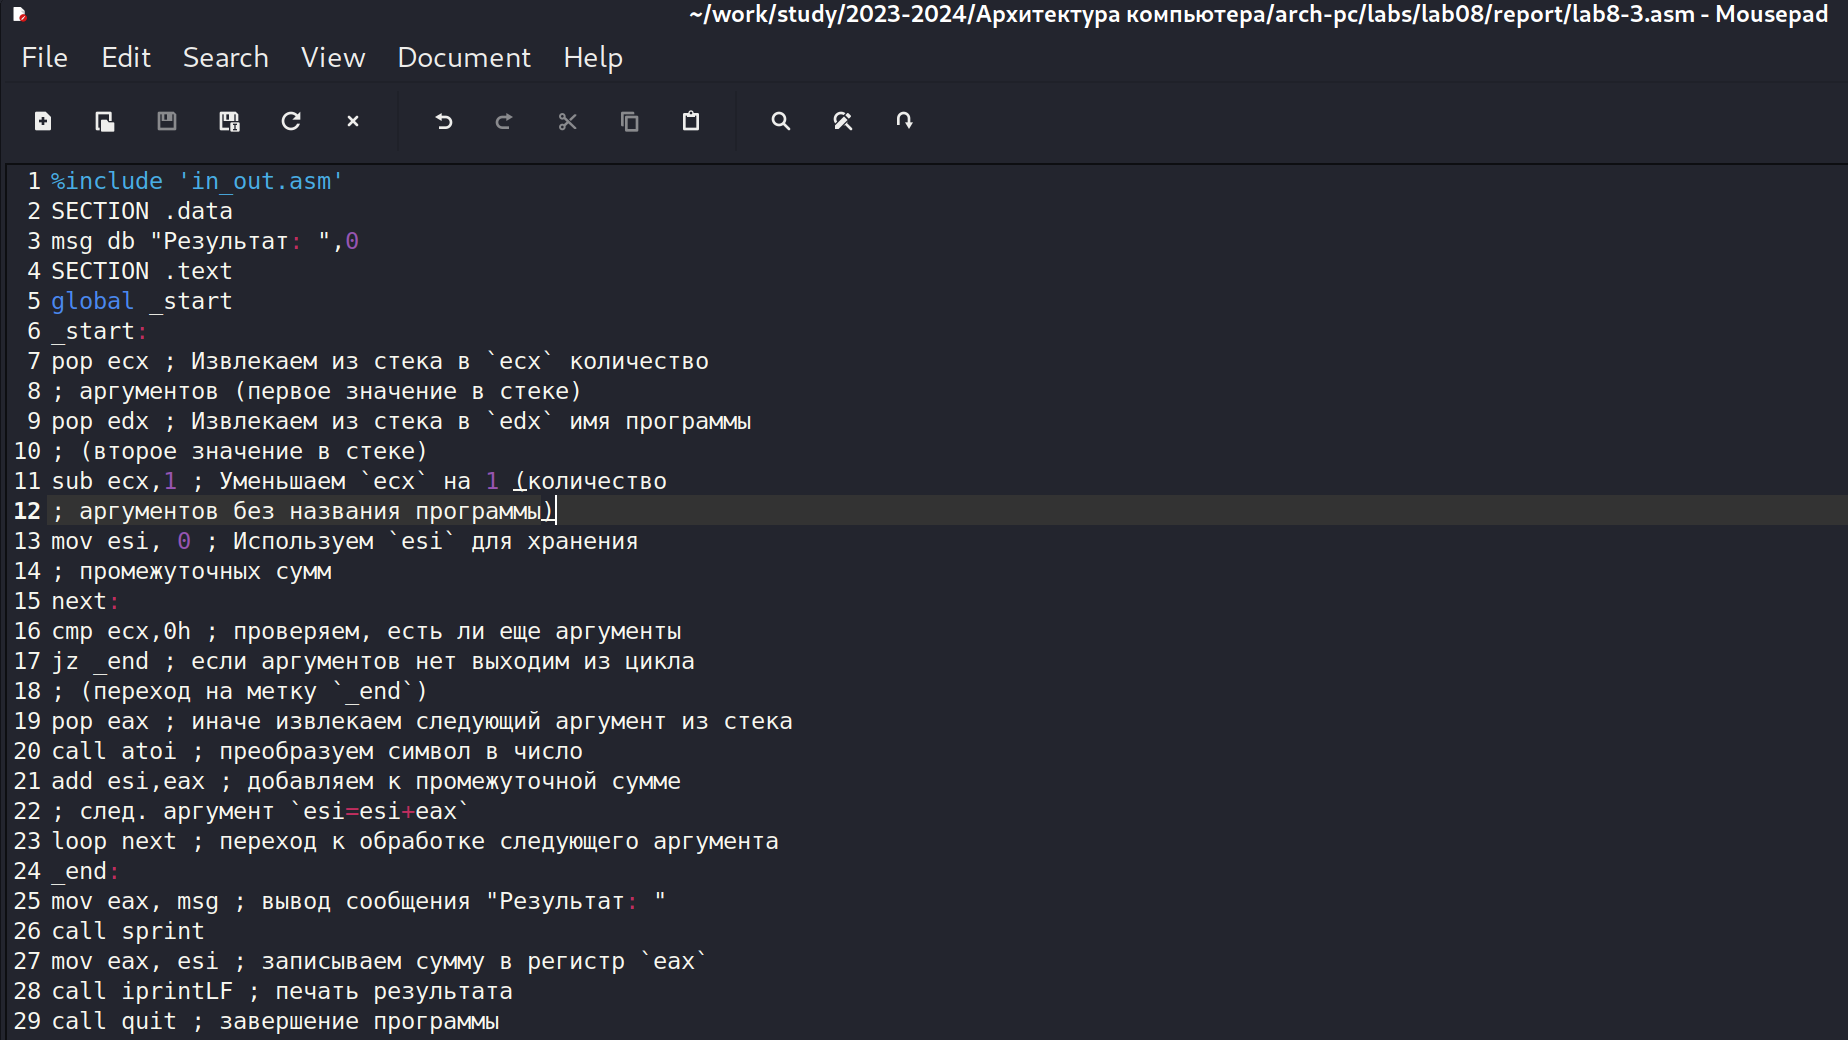 ~/work/study/2023-2024/Архитектура компьютера/arch-pc/labs/lab08/report/lab8-3.asm - Mousepad
File Edit Search View Document Help
1 %include 'in_out.asm'
2 SECTION .data
3 msg db "Результат: ",0
4 SECTION .text
5 global _start
6 _start:
7 pop ecx ; Извлекаем из стека в `ecx` количество
8 ; аргументов (первое значение в стеке)
9 pop edx ; Извлекаем из стека в `edx` имя программы
10 ; (второе значение в стеке)
11 sub ecx,1 ; Уменьшаем `ecx` на 1 (количество
12 ; аргументов без названия программы)
13 mov esi, 0 ; Используем `esi` для хранения
14 ; промежуточных сумм
15 next:
16 cmp ecx,0h ; проверяем, есть ли еще аргументы
17 jz _end ; если аргументов нет выходим из цикла
18 ; (переход на метку `_end`)
19 pop eax ; иначе извлекаем следующий аргумент из стека
20 call atoi ; преобразуем символ в число
21 add esi,eax ; добавляем к промежуточной сумме
22 ; след. аргумент `esi=esi+eax`
23 loop next ; переход к обработке следующего аргумента
24 _end:
25 mov eax, msg ; вывод сообщения "Результат: "
26 call sprint
27 mov eax, esi ; записываем сумму в регистр `eax`
28 call iprintLF ; печать результата
29 call quit ; завершение программы